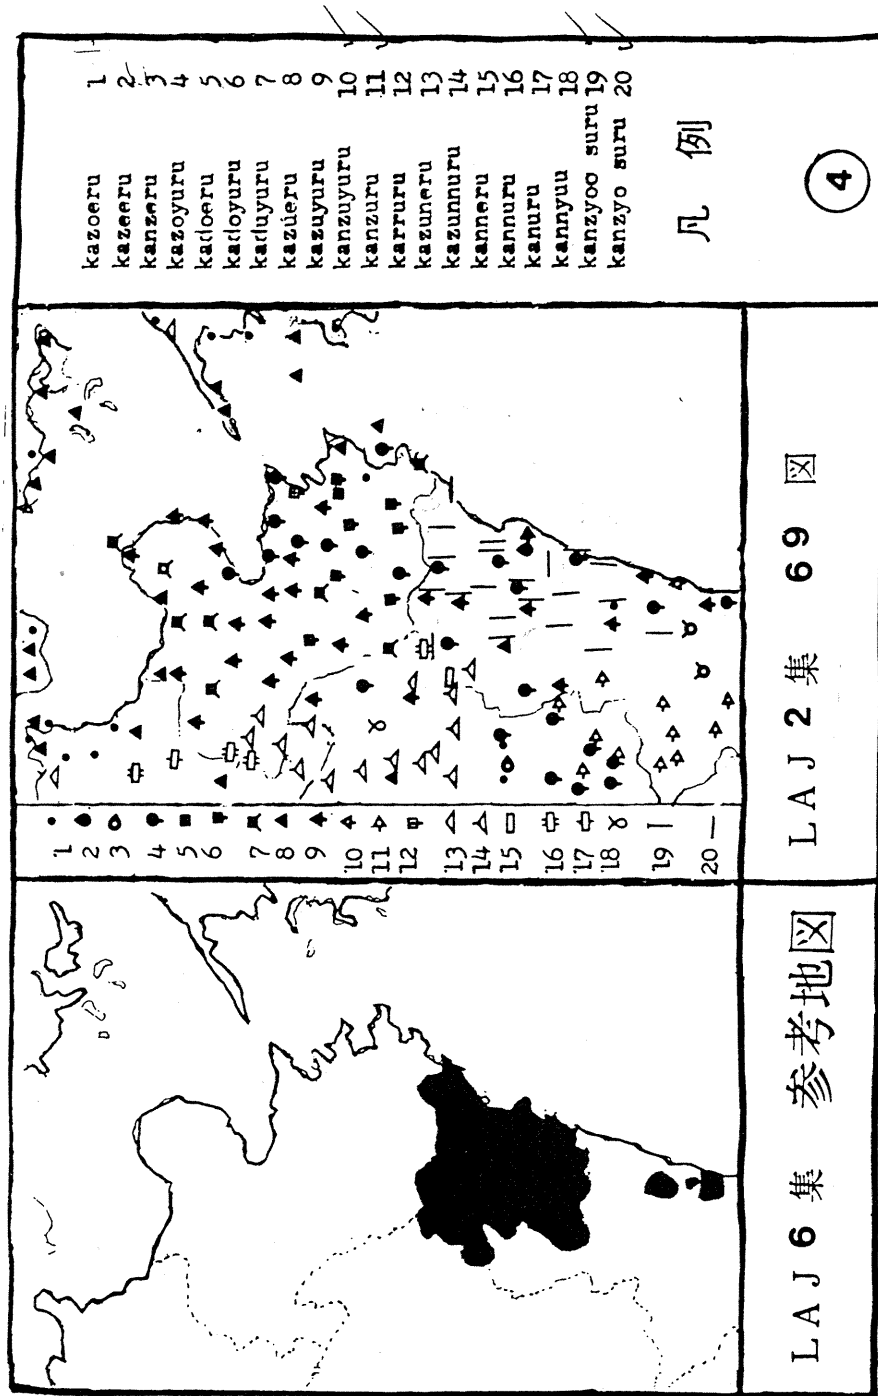 1
2
3
4
5
6
7
8
9
10
11
12
13
14
15
16
17
18
19
20
kazoeru 1
kazeeru 2
kanzeru 3
kazoyuru 4
kadoeru 5
kadoyuru 6
kaduyuru 7
kazueru 8
kazuyuru 9
kanzuyuru 10
kanzuru 11
karruru 12
kazuneru 13
kazunnuru 14
kanneru 15
kannuru 16
kanuru 17
kannyuu 18
kanzyoo suru 19
kanzyo suru 20
凡例
LAJ6集 参考地図
LAJ2集 69図
4